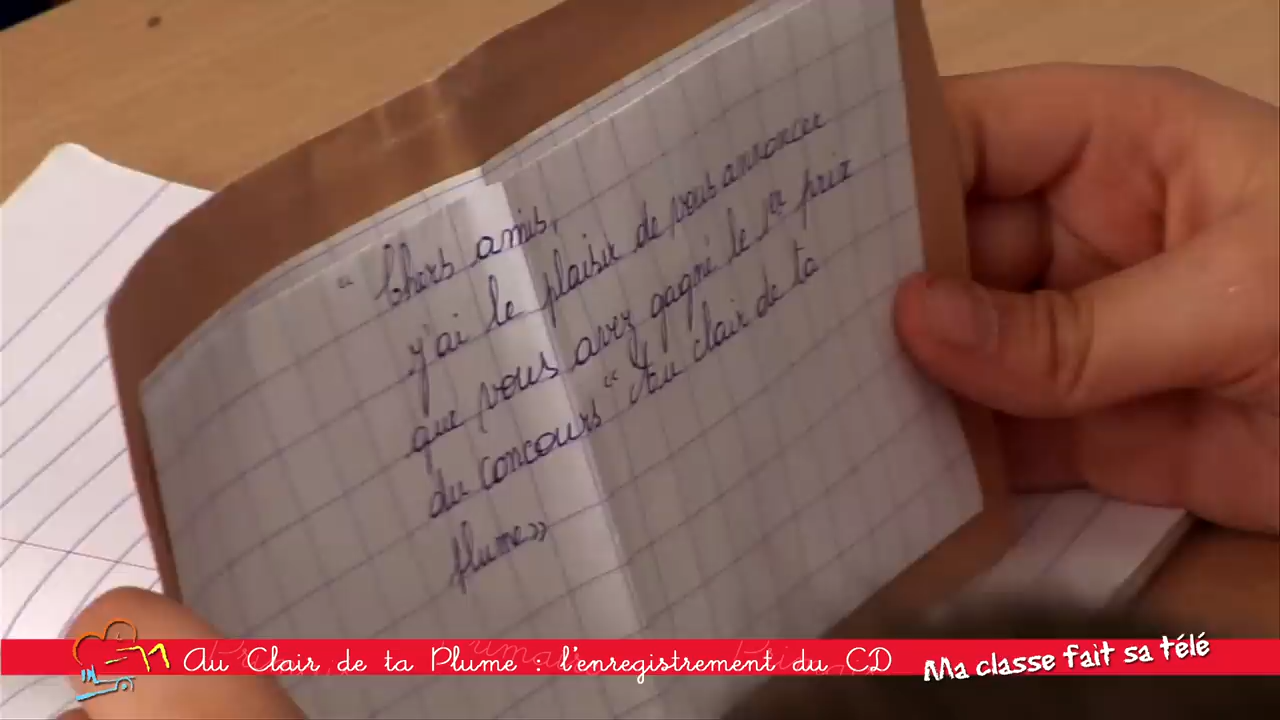 “ Chers amis,
j'ai le plaisir de vous annoncer
que vous avez gagné le 1er prix
du concours “ Au clair de ta
plume »
Au Clair de ta Plume : l'enregistrement du CD
Ma classe fait sa télé